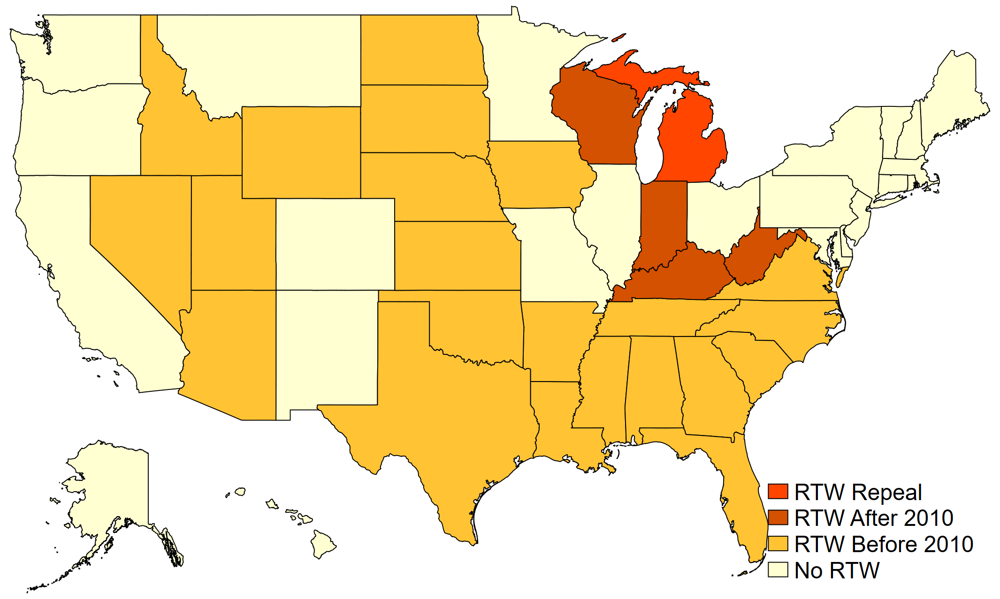 RTW Repeal
RTW After 2010
RTW Before 2010
No RTW